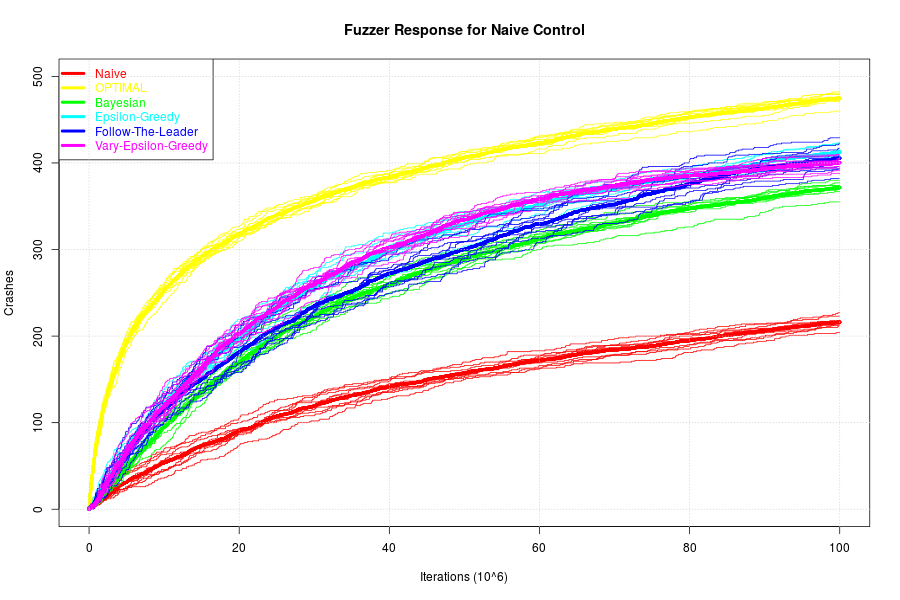 Fuzzer Response for Naive Control
Naive
OPTIMAL
Bayesian
Epsilon-Greedy
Follow-The-Leader
Vary-Epsilon-Greedy
Crashes
500
400
300
200
100
0
0 20 40 60 80 100
Iterations (10^6)